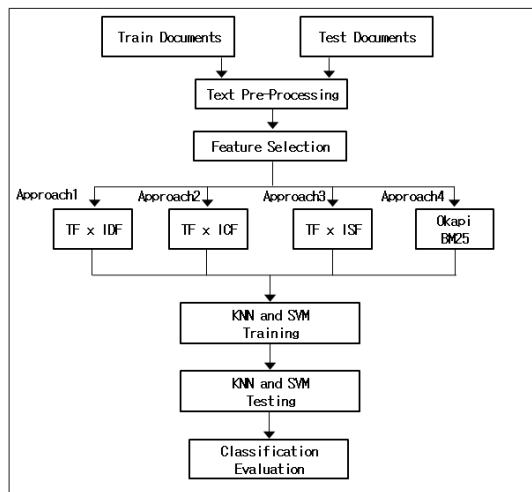 Train Documents
Test Documents
Text Pre-Processing
Feature Selection
Approach1
Approach2
Approach3
Approach4
TF x IDF
TF x ICF
TF x ISF
Okapi
BM25
KNN and SVM
Training
KNN and SVM
Testing
Classification
Evaluation